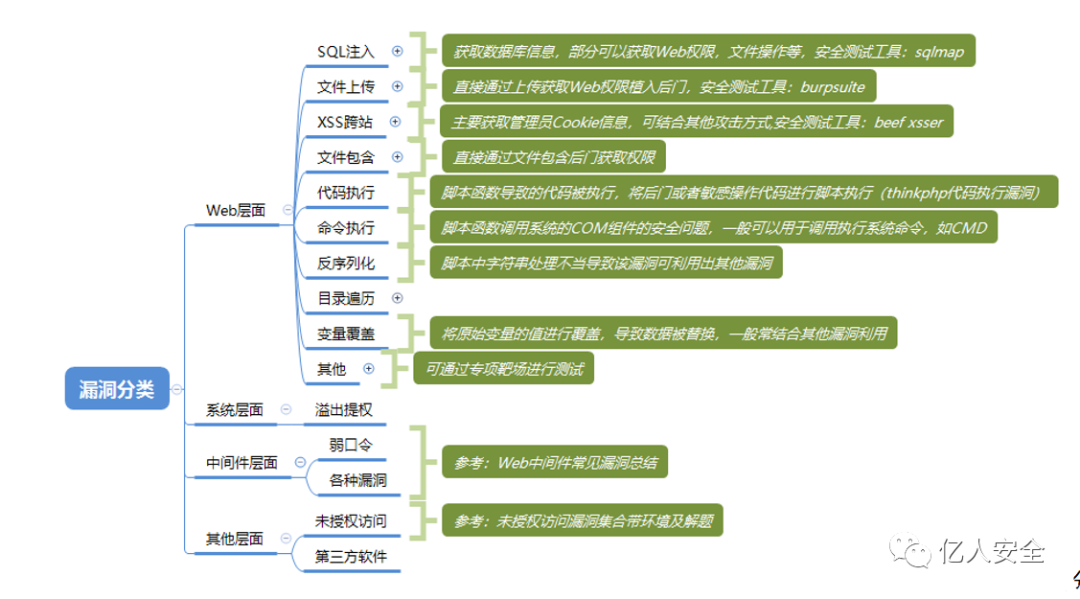 SQL注入
获取数据库信息，部分可以获取Web权限，文件操作等，安全测试工具：sqlmap
文件上传
直接通过上传获取Web权限植入后门，安全测试工具：burpsuite
XSS跨站
主要获取管理员Cookie信息，可结合其他攻击方式,安全测试工具：beef xsser
文件包含
直接通过文件包含后门获取权限
代码执行
脚本函数导致的代码被执行，将后门或者敏感操作代码进行脚本执行（thinkphp代码执行漏洞）
Web层面
命令执行
脚本函数调用系统的COM组件的安全问题，一般可以用于调用执行系统命令，如CMD
反序列化
脚本中字符串处理不当导致该漏洞可利用出其他漏洞
目录遍历
变量覆盖
将原始变量的值进行覆盖，导致数据被替换，一般常结合其他漏洞利用
其他
可通过专项靶场进行测试
漏洞分类
系统层面
溢出提权
弱口令
中间件层面
参考：Web中间件常见漏洞总结
各种漏洞
未授权访问
参考：未授权访问漏洞集合带环境及解题
其他层面
第三方软件
亿人安全